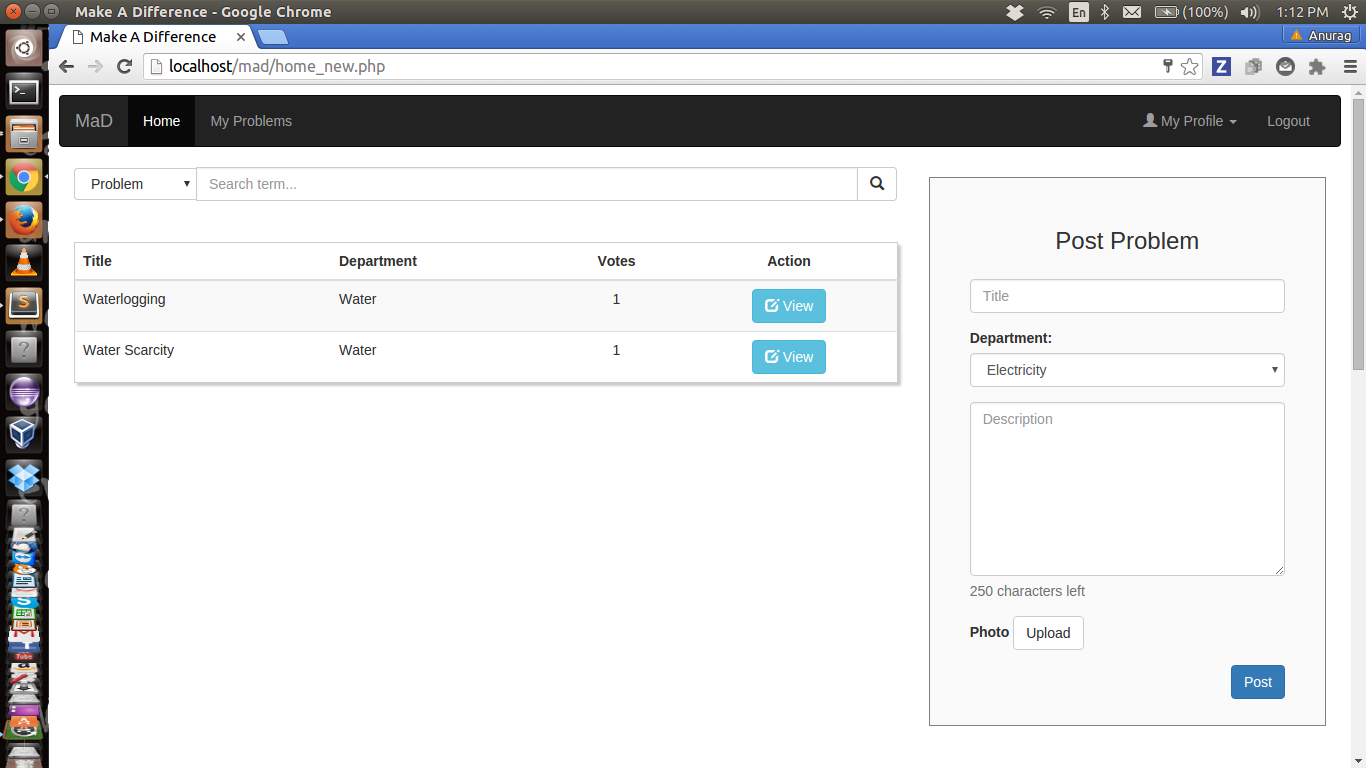 Make A Difference - Google Chrome
En
(100%)
1:12 PM
Make A Difference
Anurag
localhost/mad/home_new.php
Z
MaD Home My Problems My Profile Logout
Problem Search term...
Title Department Votes Action
Waterlogging Water 1 View
Water Scarcity Water 1 View
Post Problem
Title
Department:
Electricity
Description
250 characters left
Photo Upload
Post
S
Tube